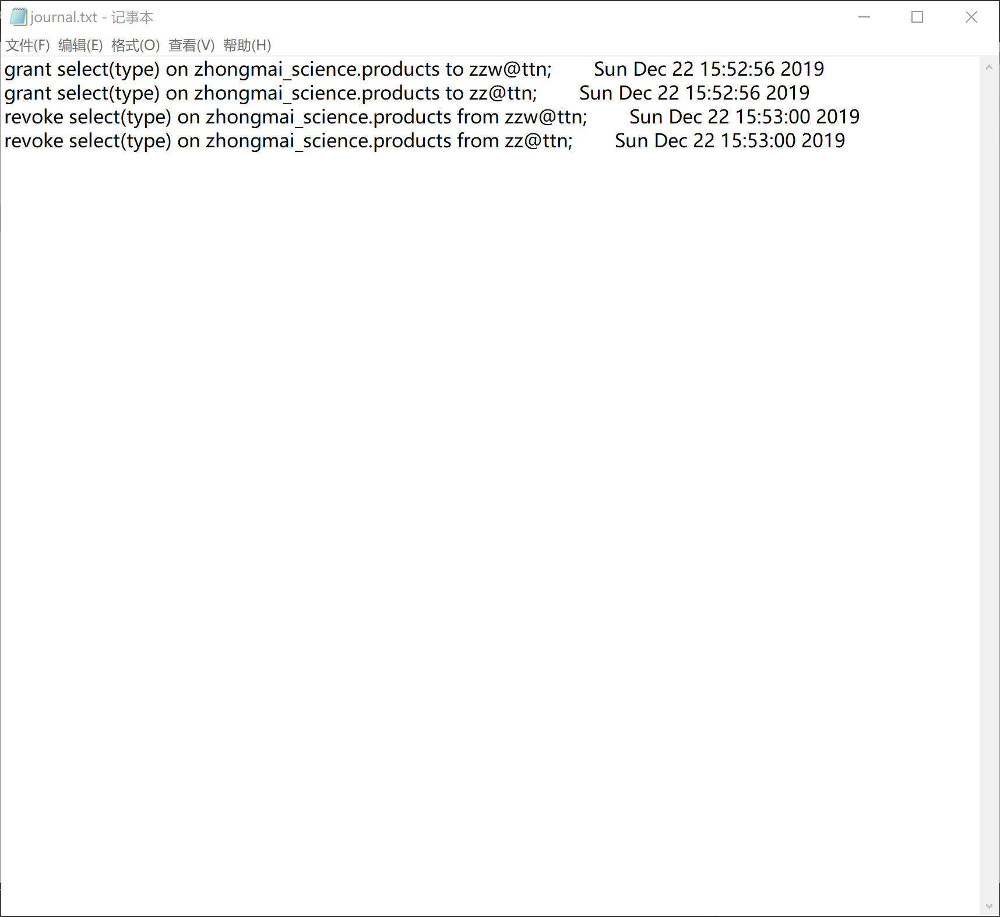 journal.txt - 记事本
文件(F) 编辑(E) 格式(O) 查看(V) 帮助(H)
grant select(type) on zhongmai_science.products to zzw@ttn; Sun Dec 22 15:52:56 2019
grant select(type) on zhongmai_science.products to zz@ttn; Sun Dec 22 15:52:56 2019
revoke select(type) on zhongmai_science.products from zzw@ttn; Sun Dec 22 15:53:00 2019
revoke select(type) on zhongmai_science.products from zz@ttn; Sun Dec 22 15:53:00 2019